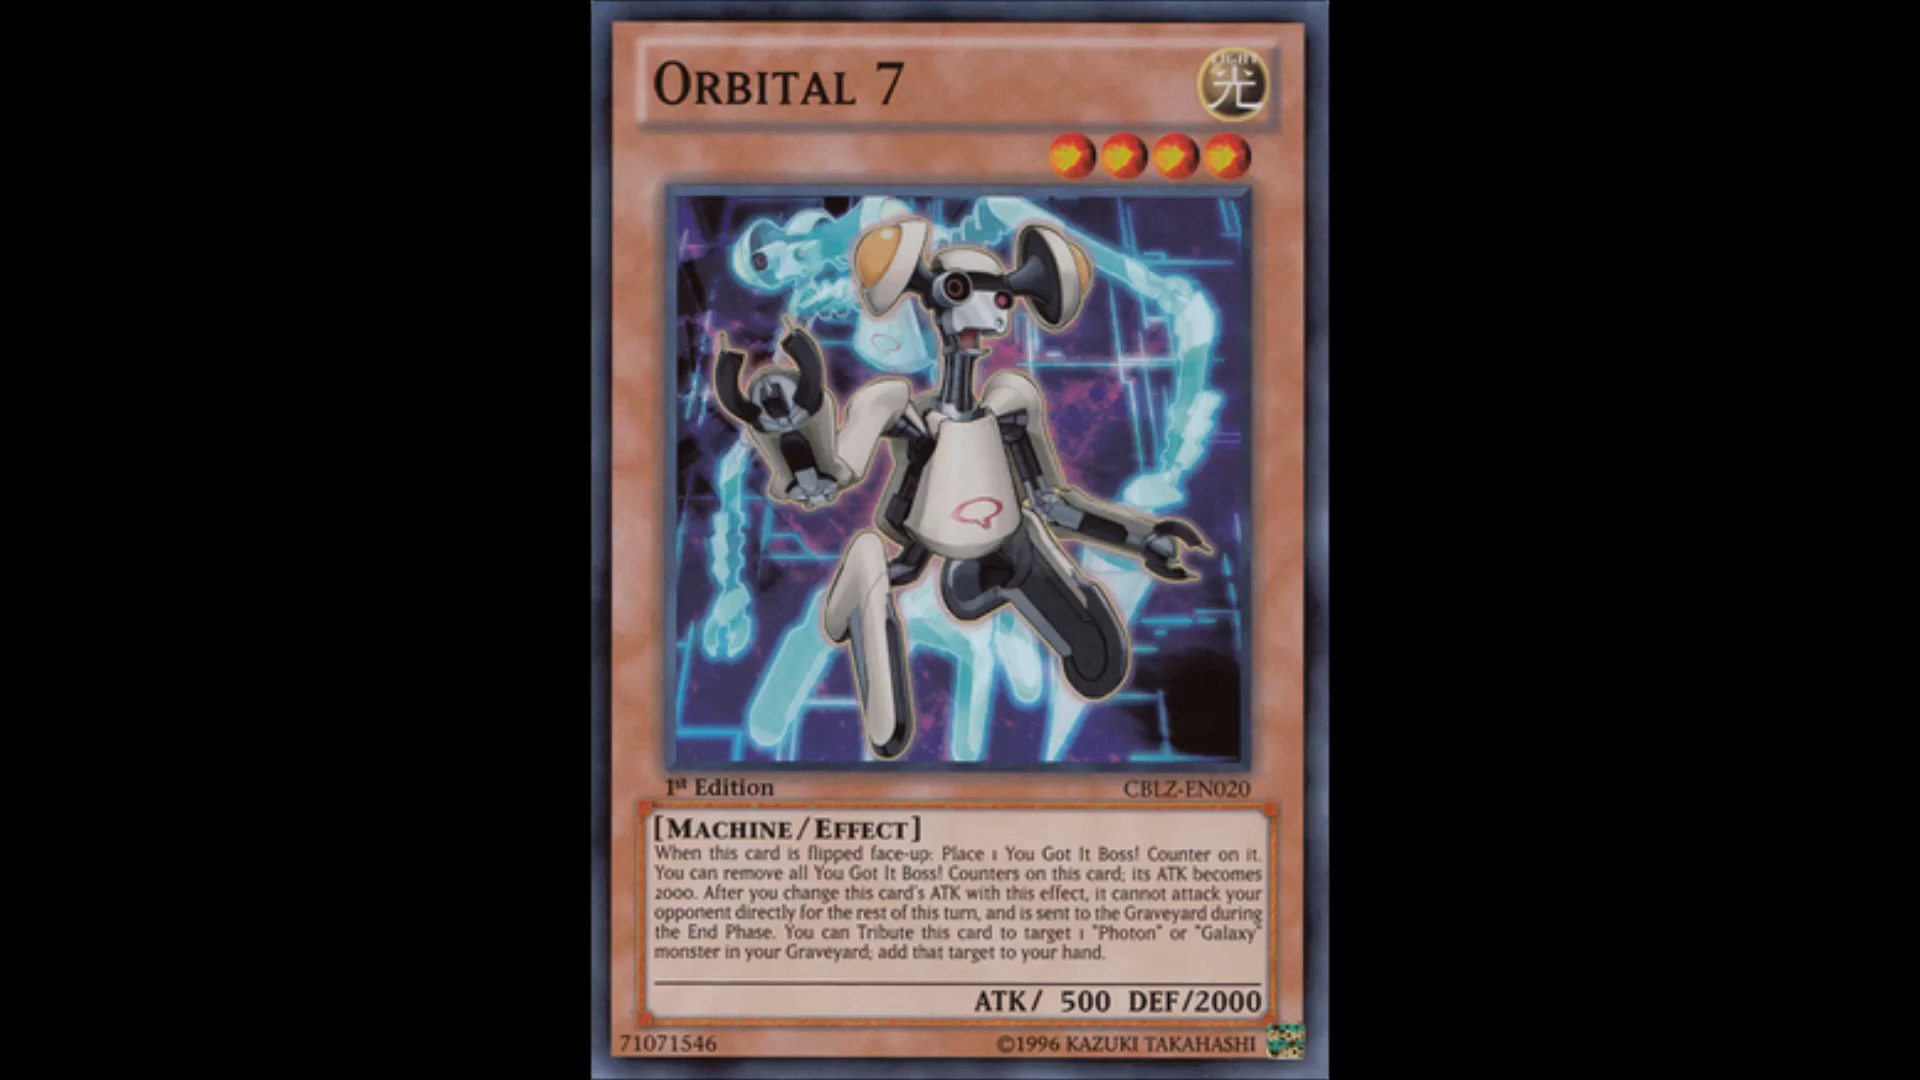 ORBITAL 7
LIGHT
光
1st Edition
CBLZ-EN020
[MACHINE/EFFECT]
When this card is flipped face-up: Place 1 You Got It Boss! Counter on it.
You can remove all You Got It Boss! Counters on this card; its ATK becomes
2000. After you change this card's ATK with this effect, it cannot attack your
opponent directly for the rest of this turn, and is sent to the Graveyard during
the End Phase. You can Tribute this card to target 1 "Photon" or "Galaxy"
monster in your Graveyard; add that target to your hand.
ATK/ 500 DEF/2000
71071546
©1996 KAZUKI TAKAHASHI